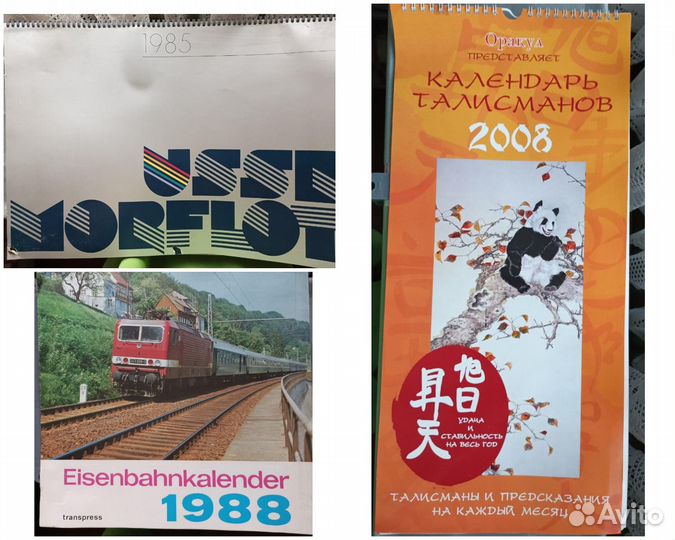 1985
USSR
MORFLOT
Eisenbahnkalender
1988
transpress
Оракул
ПРЕДСТАВЛЯЕТ
КАЛЕНДАРЬ
ТАЛИСМАНОВ
2008
旭日
昇天
УДАЧА
И
СТАБИЛЬНОСТЬ
НА ВЕСЬ ГОД
ТАЛИСМАНЫ И ПРЕДСКАЗАНИЯ
НА КАЖДЫЙ МЕСЯЦ
Avito